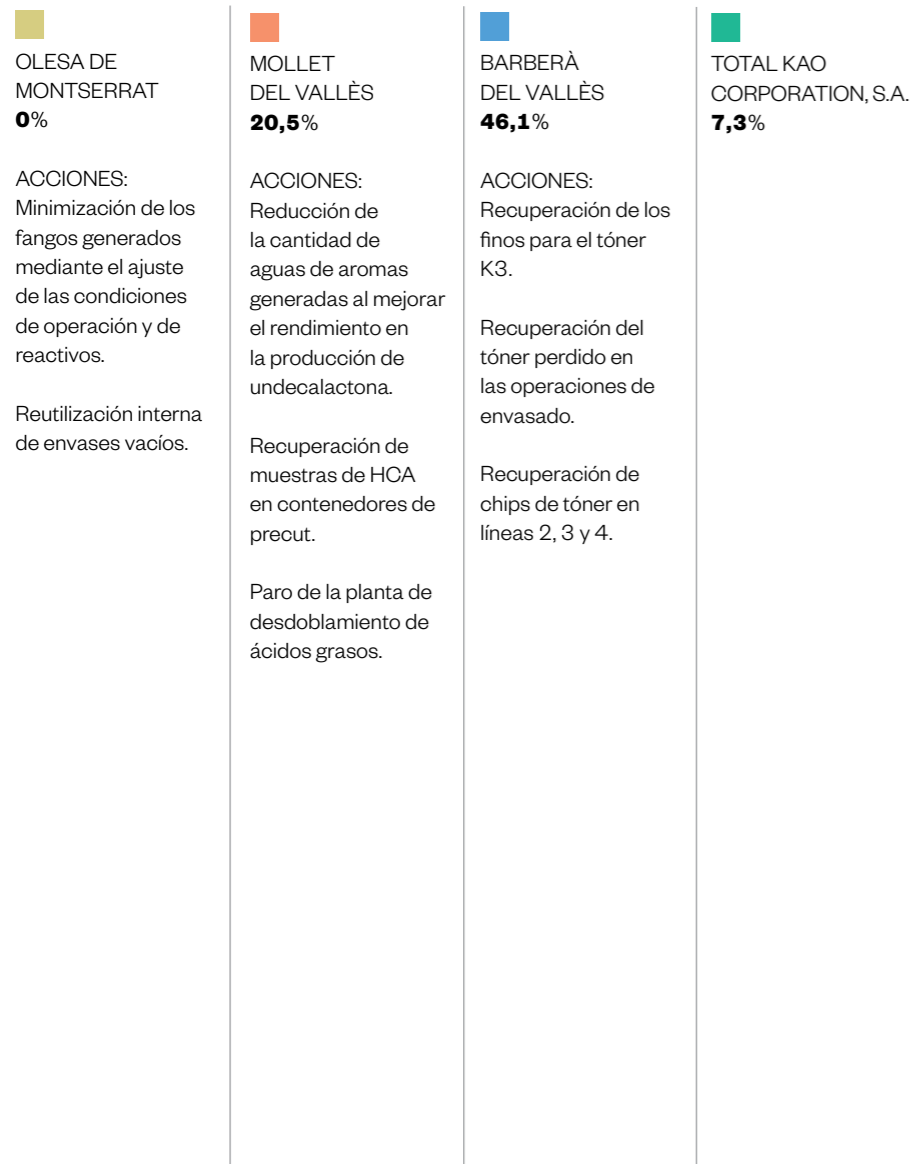 OLESA DE
MONTSERRAT
0%
ACCIONES:
Minimización de los
fangos generados
mediante el ajuste
de las condiciones
de operación y de
reactivos.
Reutilización interna
de envases vacíos.
MOLLET
DEL VALLÈS
20,5%
ACCIONES:
Reducción de
la cantidad de
aguas de aromas
generadas al mejorar
el rendimiento en
la producción de
undecalactona.
Recuperación de
muestras de HCA
en contenedores de
precut.
Paro de la planta de
desdoblamiento de
ácidos grasos.
BARBERÀ
DEL VALLÈS
46,1%
ACCIONES:
Recuperación de los
finos para el tóner
K3.
Recuperación del
tóner perdido en
las operaciones de
envasado.
Recuperación de
chips de tóner en
líneas 2, 3 y 4.
TOTAL KAO
CORPORATION, S.A.
7,3%